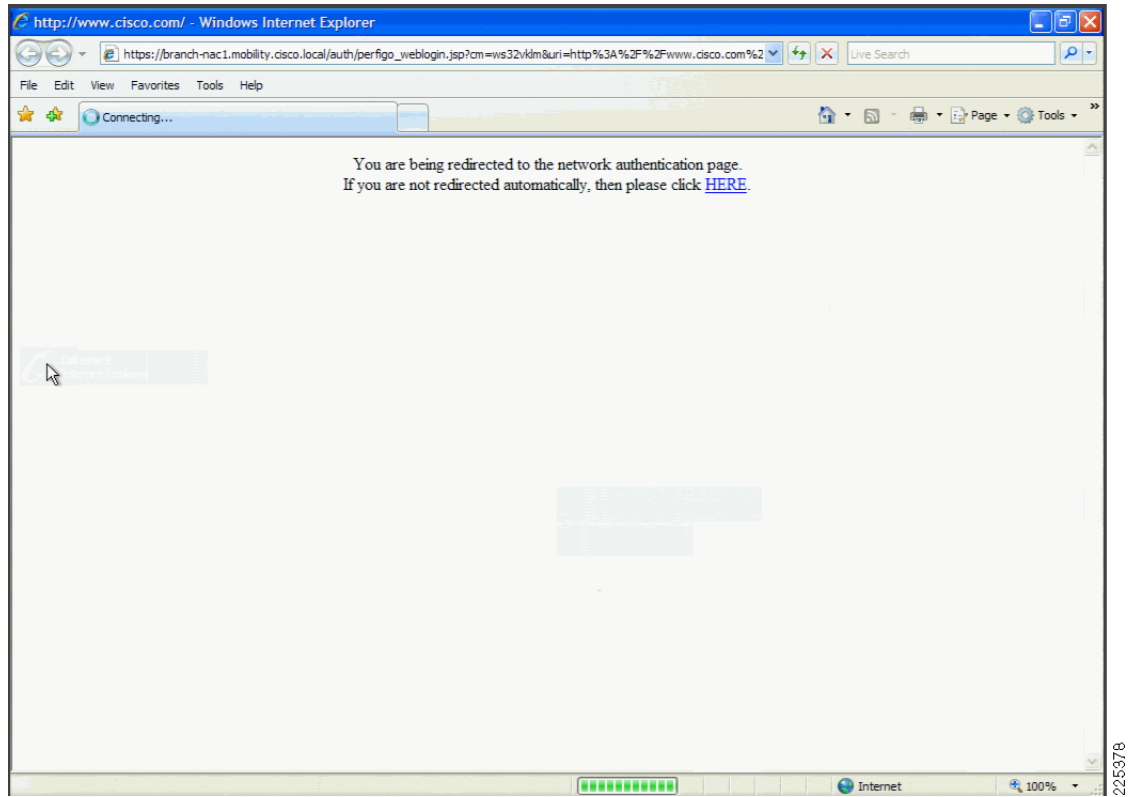 http://www.cisco.com/ - Windows Internet Explorer
https://branch-nac1.mobility.cisco.local/auth/perfigo_weblogin.jsp?cm=ws32vklm&uri=http%3A%2F%2Fwww.cisco.com%2
Live Search
File Edit View Favorites Tools Help
Connecting...
Page
Tools
»
You are being redirected to the network authentication page.
If you are not redirected automatically, then please click HERE.
Internet Explorer
Internet
100%
225378